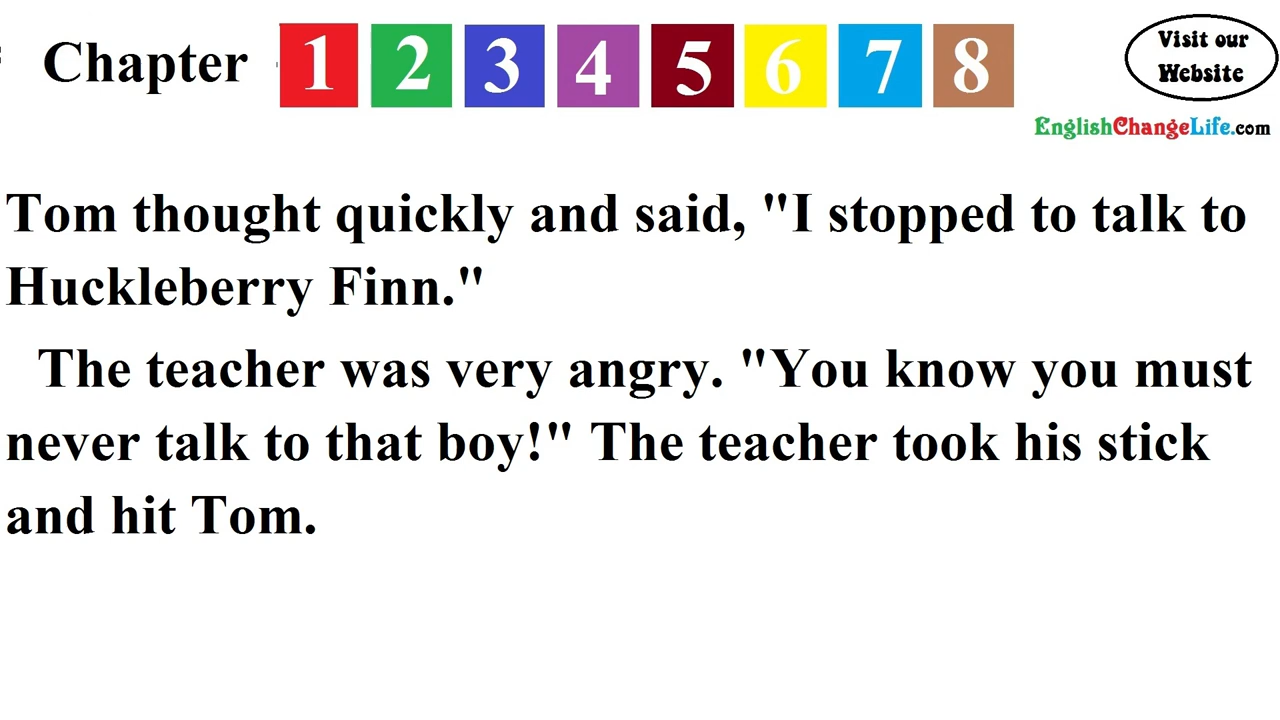 Chapter 1 2 3 4 5 6 7 8
Visit our
Website
EnglishChangeLife.com
Tom thought quickly and said, "I stopped to talk to
Huckleberry Finn."
The teacher was very angry. "You know you must
never talk to that boy!" The teacher took his stick
and hit Tom.